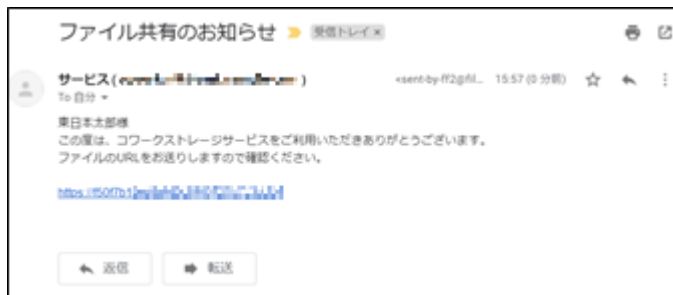 ファイル共有のお知らせ
受信トレイ ×
サービス(
15:57 (0 分前)
To 自分
東日本太郎様
この度は、コワークストレージサービスをご利用いただきありがとうございます。
ファイルのURLをお送りしますので確認ください。
返信
転送